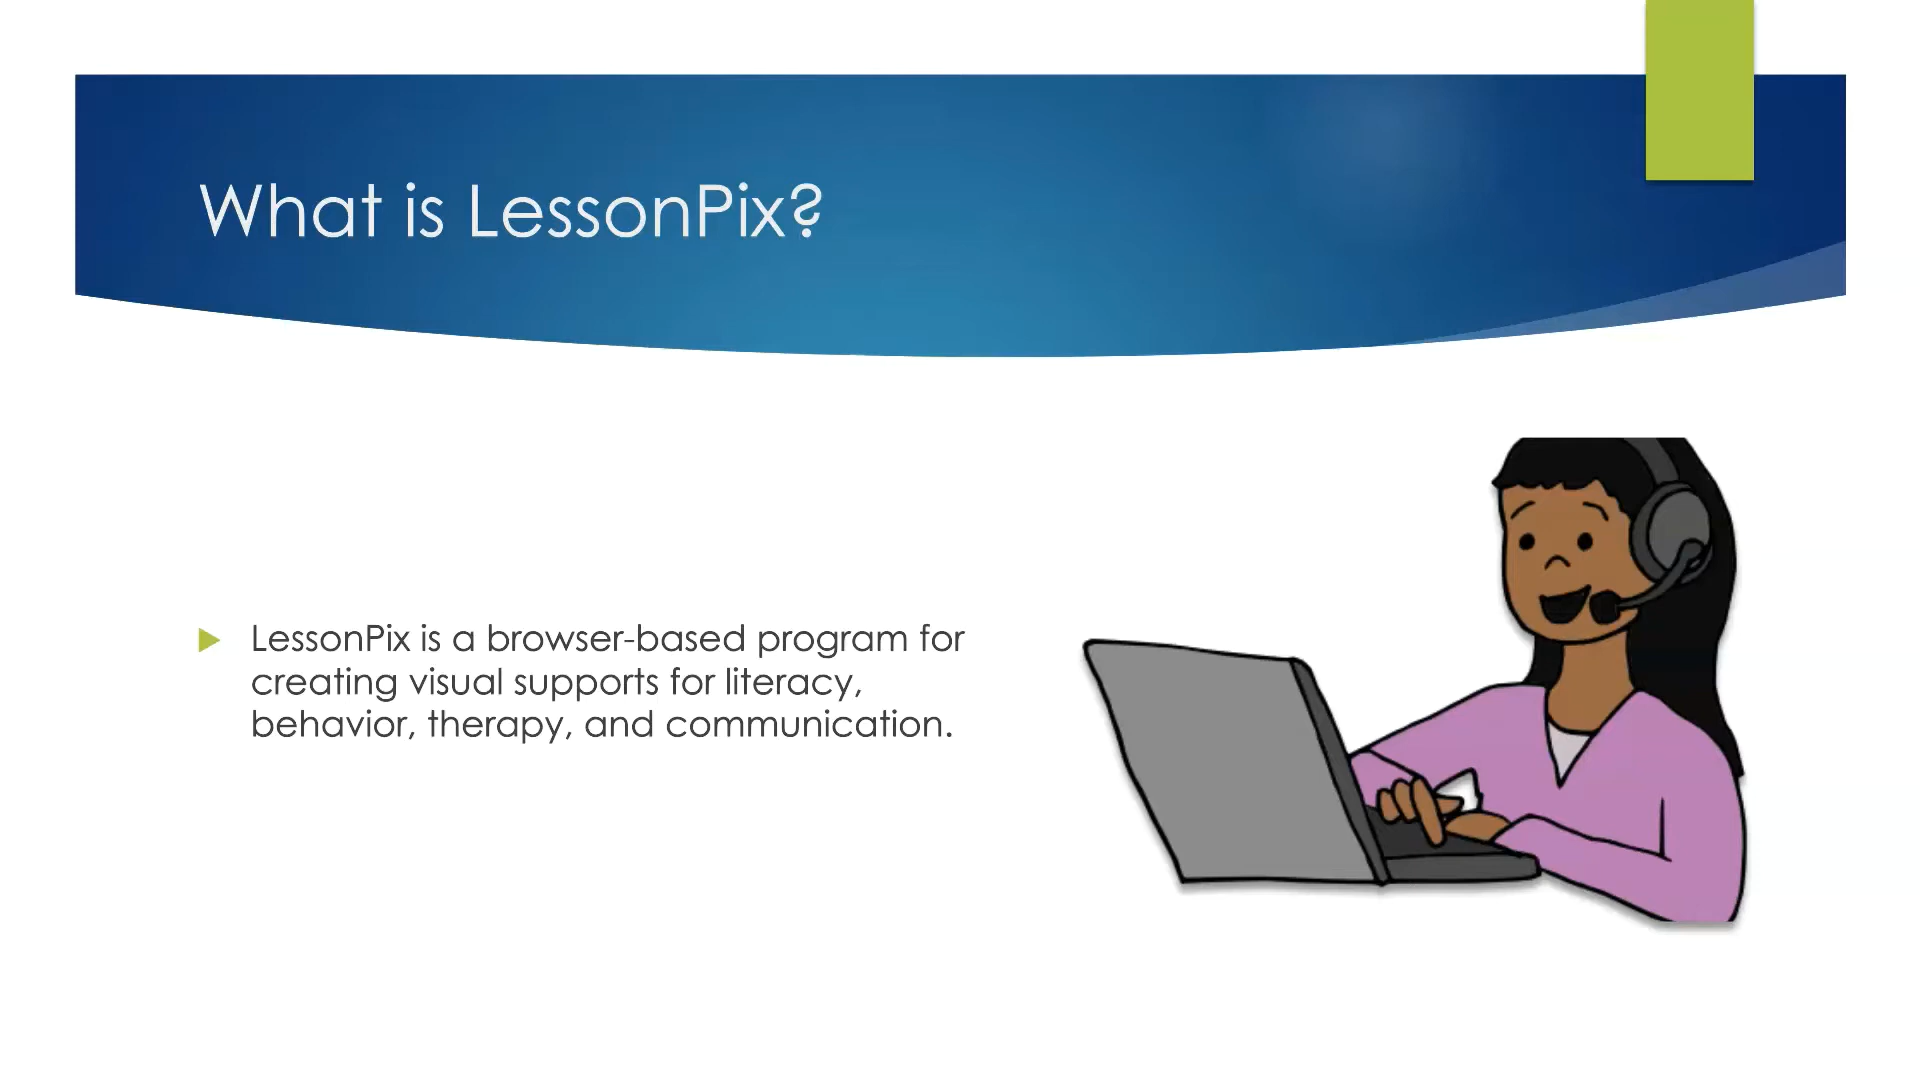 What is LessonPix?
LessonPix is a browser-based program for
creating visual supports for literacy,
behavior, therapy, and communication.